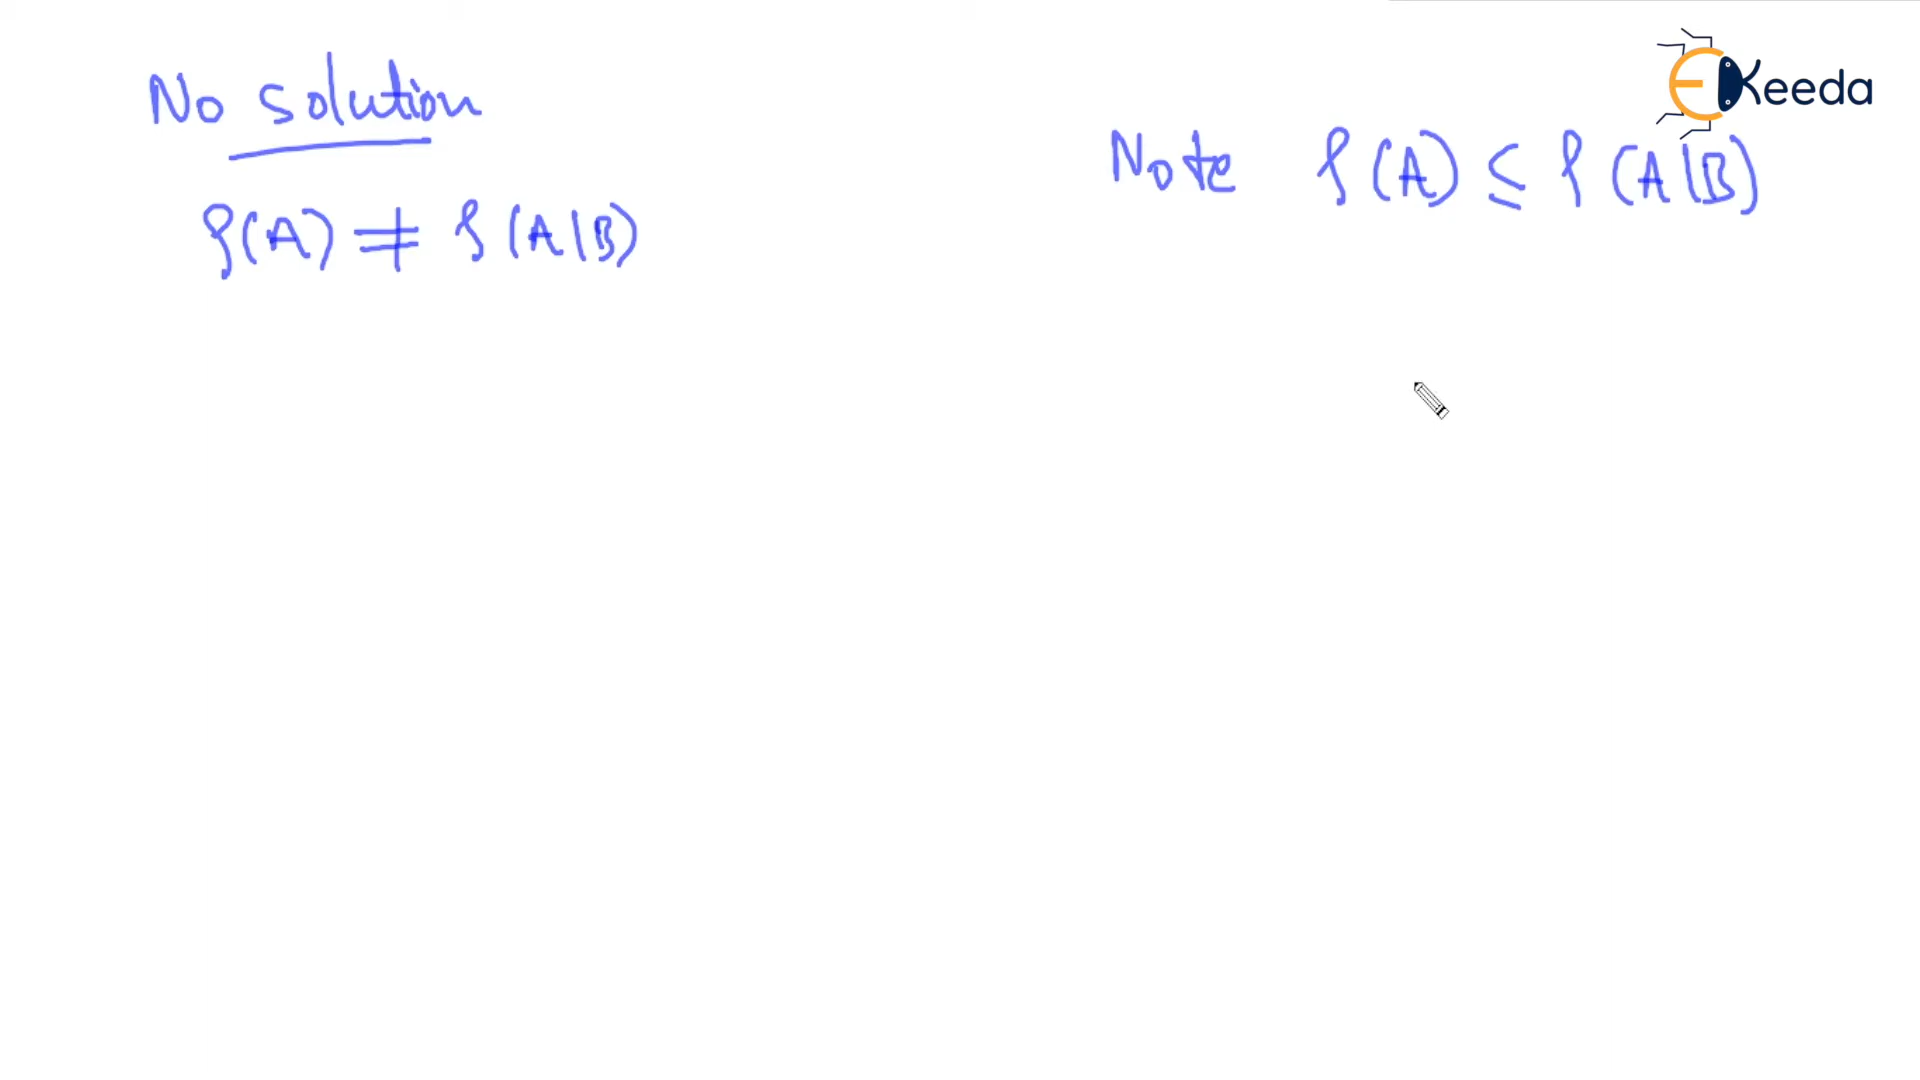 No solution
ρ(A) ≠ ρ(A|B)
EKeeda
Note ρ(A) ≤ ρ(A|B)